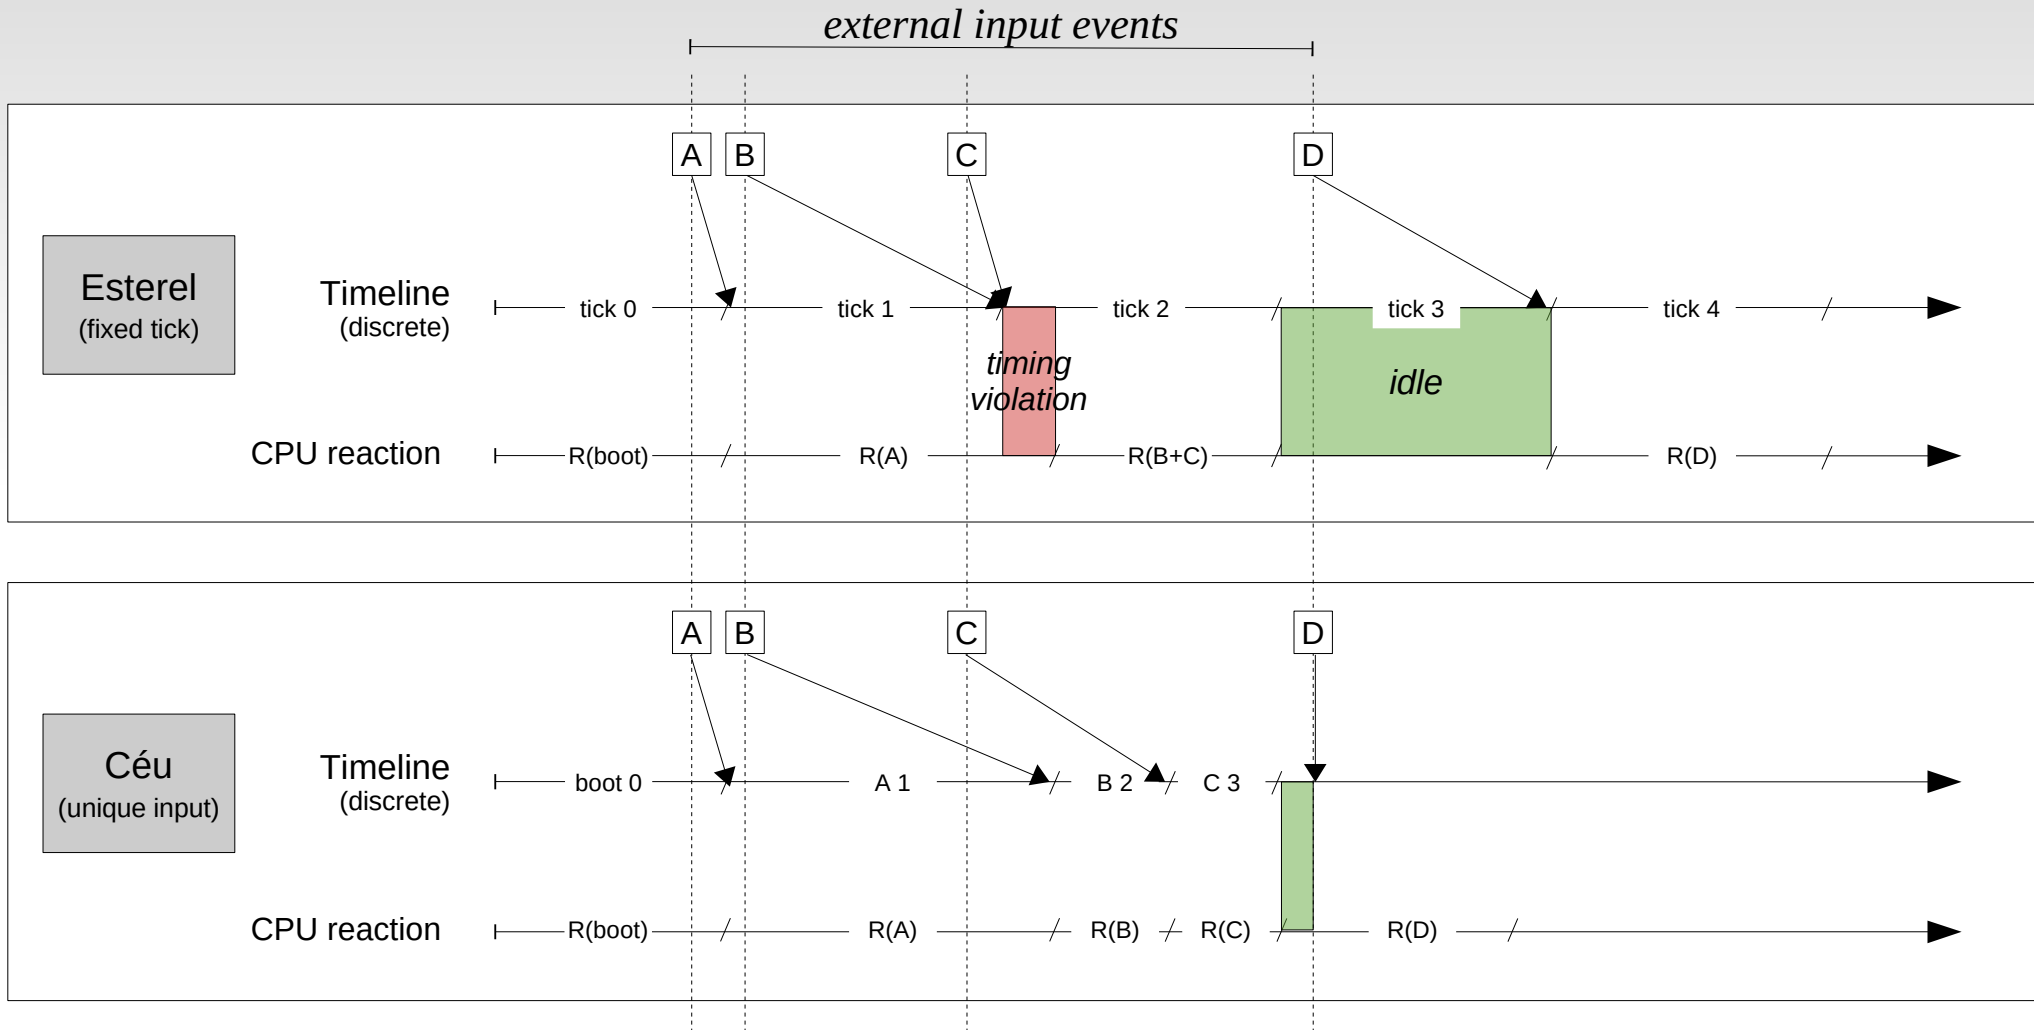 external input events
A B C D
Esterel
(fixed tick)
Timeline
(discrete)
tick 0 tick 1 tick 2 tick 3 tick 4
timing
violation
idle
CPU reaction
R(boot) R(A) R(B+C) R(D)
A B C D
Céu
(unique input)
Timeline
(discrete)
boot 0 A 1 B 2 C 3
CPU reaction
R(boot) R(A) R(B) R(C) R(D)